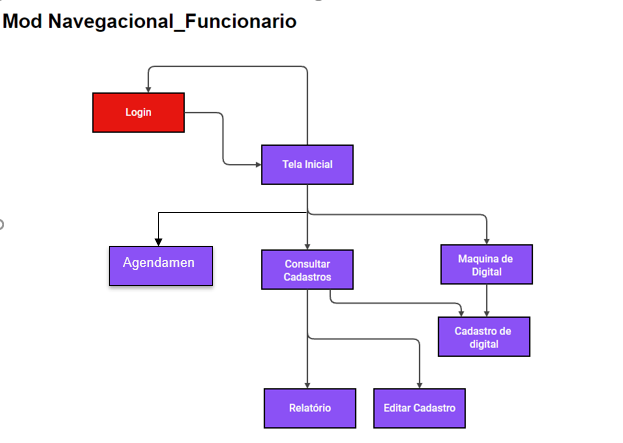 Mod Navegacional_Funcionario
Login
Tela Inicial
Agendamen
Consultar
Cadastros
Maquina de
Digital
Cadastro de
digital
Relatório
Editar Cadastro